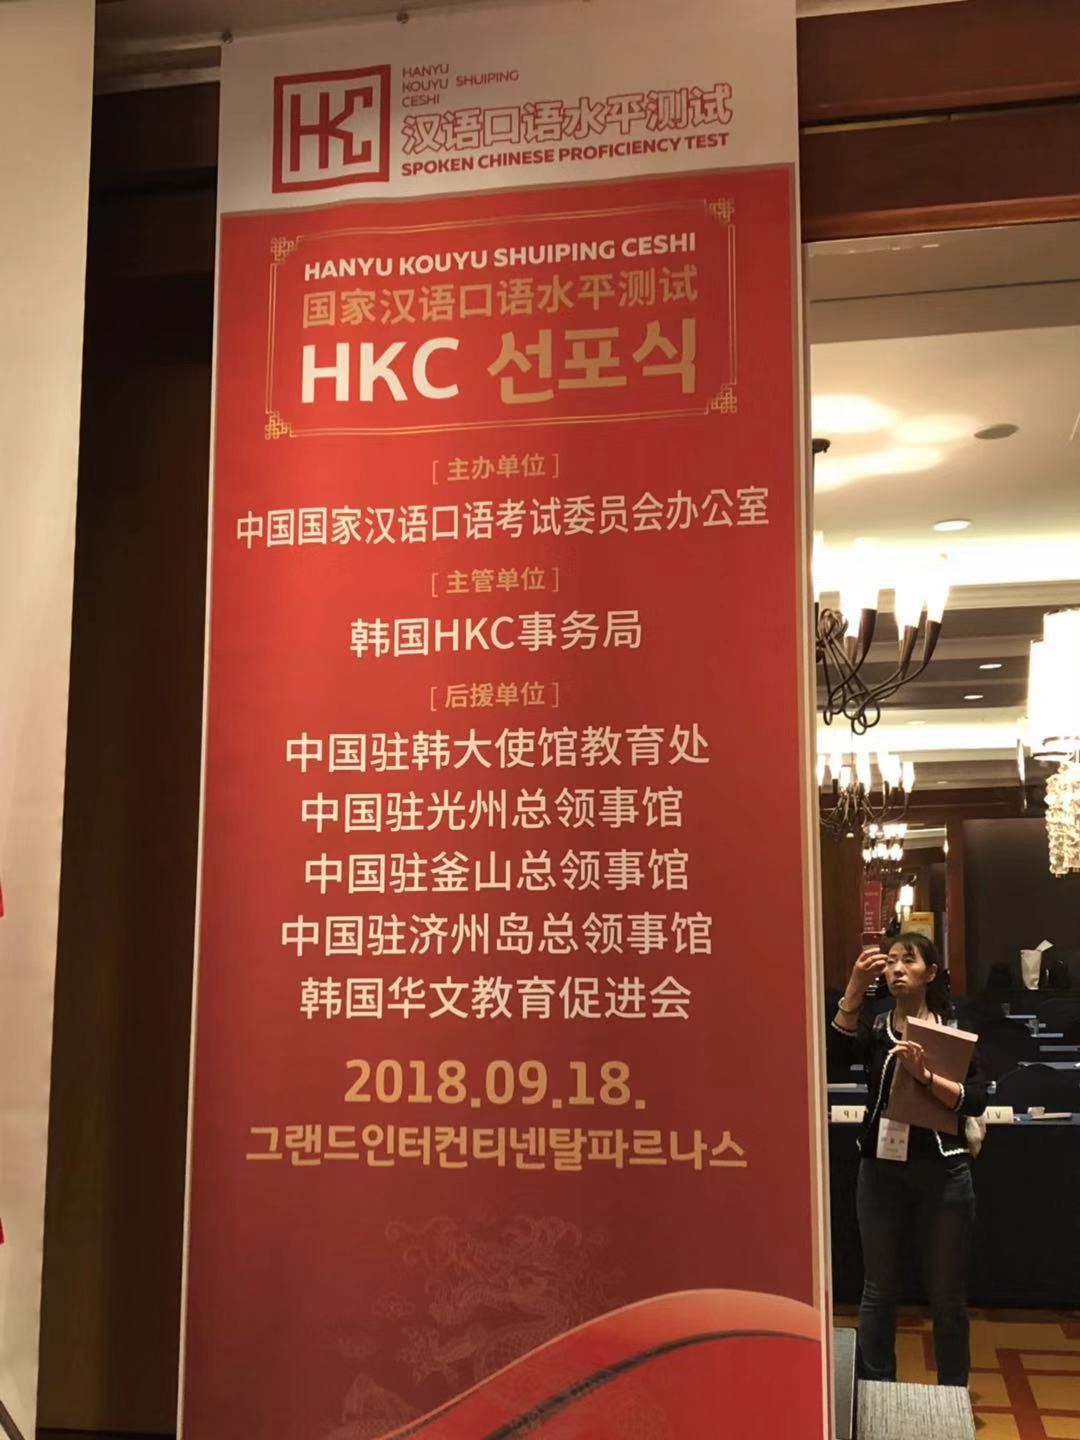 HKC
HANYU
KOUYU SHUIPING
CESHI
汉语口语水平测试
SPOKEN CHINESE PROFICIENCY TEST
HANYU KOUYU SHUIPING CESHI
国家汉语口语水平测试
HKC 선포식
[ 主办单位 ]
中国国家汉语口语考试委员会办公室
[ 主管单位 ]
韩国HKC事务局
[ 后援单位 ]
中国驻韩大使馆教育处
中国驻光州总领事馆
中国驻釜山总领事馆
中国驻济州岛总领事馆
韩国华文教育促进会
2018.09.18.
그랜드인터컨티넨탈파르나스